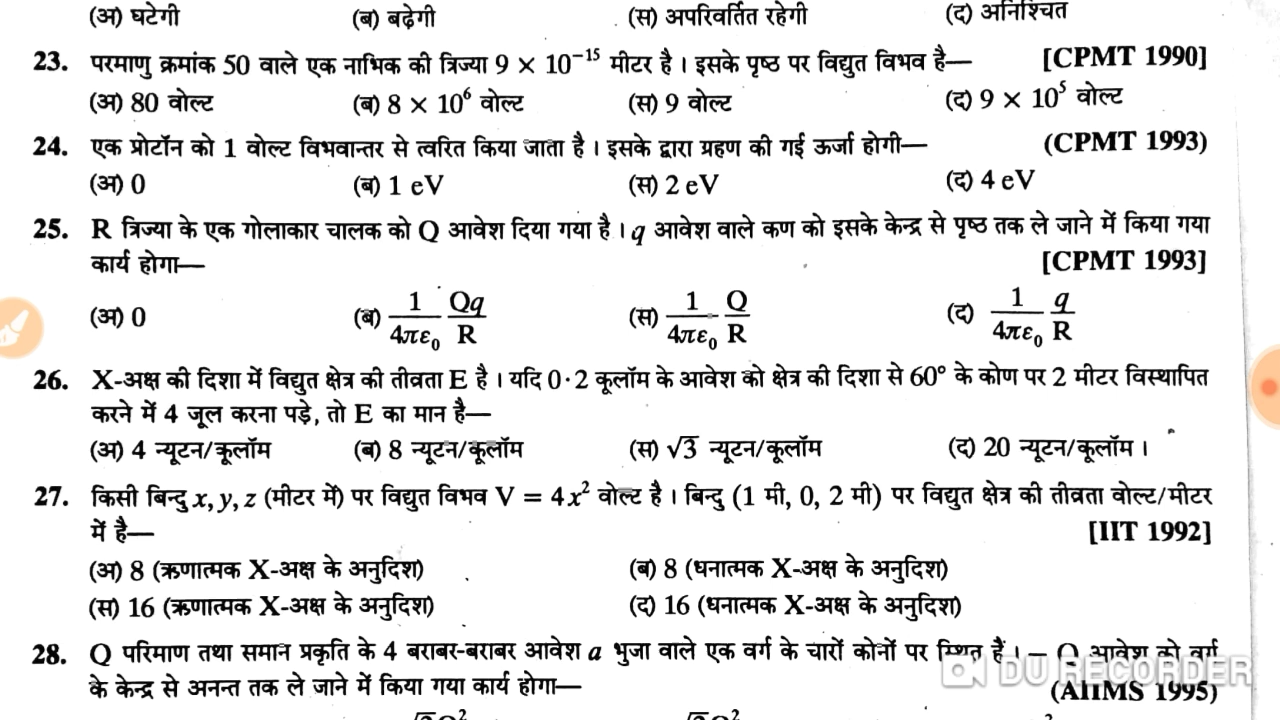 (अ) घटेगी (ब) बढ़ेगी (स) अपरिवर्तित रहेगी (द) अनिश्चित
23. परमाणु क्रमांक 50 वाले एक नाभिक की त्रिज्या 9 × 10⁻¹⁵ मीटर है। इसके पृष्ठ पर विद्युत विभव है— [CPMT 1990]
(अ) 80 वोल्ट (ब) 8 × 10⁶ वोल्ट (स) 9 वोल्ट (द) 9 × 10⁵ वोल्ट
24. एक प्रोटॉन को 1 वोल्ट विभवान्तर से त्वरित किया जाता है। इसके द्वारा ग्रहण की गई ऊर्जा होगी— (CPMT 1993)
(अ) 0 (ब) 1 eV (स) 2 eV (द) 4 eV
25. R त्रिज्या के एक गोलाकार चालक को Q आवेश दिया गया है। q आवेश वाले कण को इसके केन्द्र से पृष्ठ तक ले जाने में किया गया
कार्य होगा— [CPMT 1993]
(अ) 0 (ब) 1/4πε₀ Qq/R (स) 1/4πε₀ Q/R (द) 1/4πε₀ q/R
26. X-अक्ष की दिशा में विद्युत क्षेत्र की तीव्रता E है। यदि 0·2 कूलॉम के आवेश को क्षेत्र की दिशा से 60° के कोण पर 2 मीटर विस्थापित
करने में 4 जूल करना पड़े, तो E का मान है—
(अ) 4 न्यूटन/कूलॉम (ब) 8 न्यूटन/कूलॉम (स) √3 न्यूटन/कूलॉम (द) 20 न्यूटन/कूलॉम।
27. किसी बिन्दु x, y, z (मीटर में) पर विद्युत विभव V = 4x² वोल्ट है। बिन्दु (1 मी, 0, 2 मी) पर विद्युत क्षेत्र की तीव्रता वोल्ट/मीटर
में है— [IIT 1992]
(अ) 8 (ऋणात्मक X-अक्ष के अनुदिश) (ब) 8 (धनात्मक X-अक्ष के अनुदिश)
(स) 16 (ऋणात्मक X-अक्ष के अनुदिश) (द) 16 (धनात्मक X-अक्ष के अनुदिश)
28. Q परिमाण तथा समान प्रकृति के 4 बराबर-बराबर आवेश a भुजा वाले एक वर्ग के चारों कोनों पर स्थित हैं। – Q आवेश को वर्ग
DU RECORDER
के केन्द्र से अनन्त तक ले जाने में किया गया कार्य होगा— (AIIMS 1995)